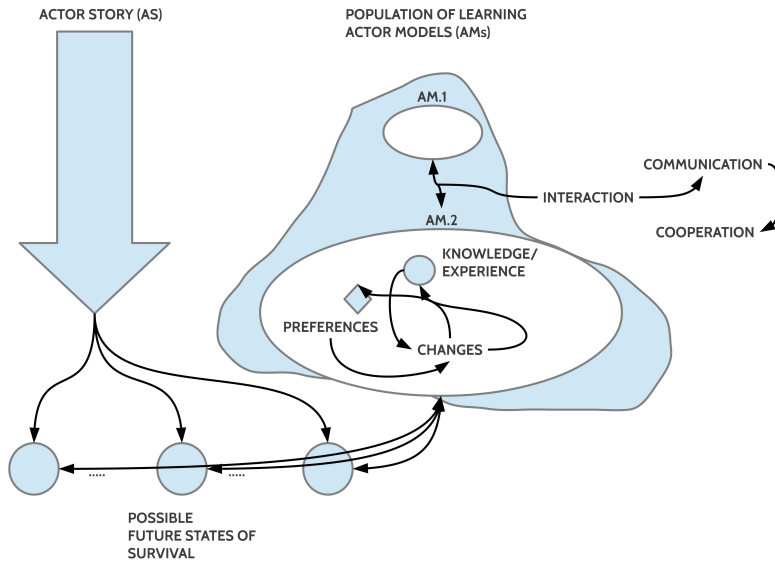 ACTOR STORY (AS)
POPULATION OF LEARNING
ACTOR MODELS (AMs)
AM.1
COMMUNICATION
INTERACTION
AM.2
COOPERATION
KNOWLEDGE/
EXPERIENCE
PREFERENCES
CHANGES
.....
.....
POSSIBLE
FUTURE STATES OF
SURVIVAL